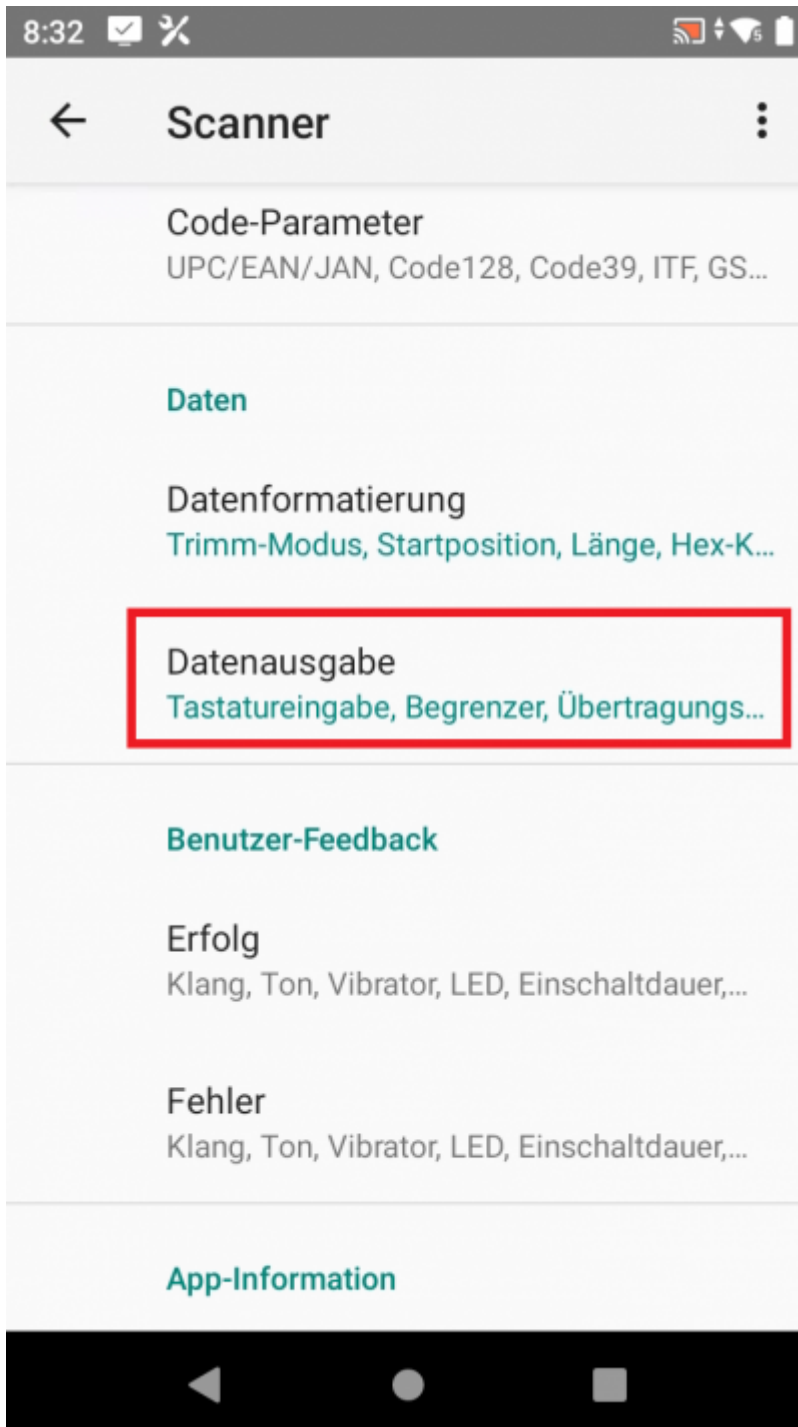 8:32
5
Scanner
Code-Parameter
UPC/EAN/JAN, Code128, Code39, ITF, GS...
Daten
Datenformatierung
Trimm-Modus, Startposition, Länge, Hex-K...
Datenausgabe
Tastatureingabe, Begrenzer, Übertragungs...
Benutzer-Feedback
Erfolg
Klang, Ton, Vibrator, LED, Einschaltdauer,...
Fehler
Klang, Ton, Vibrator, LED, Einschaltdauer,...
App-Information